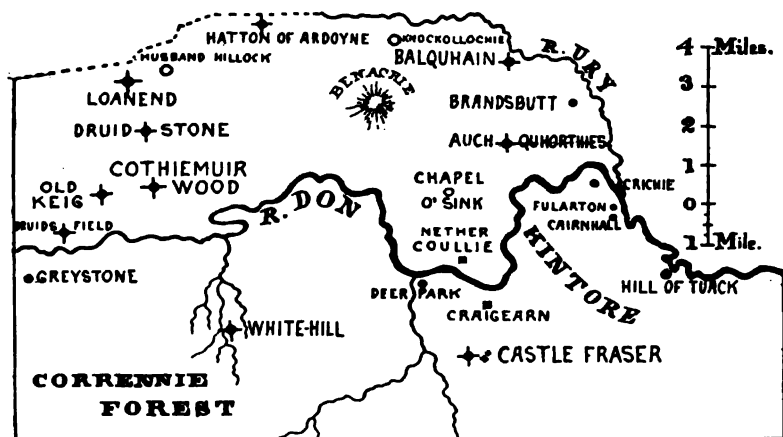 HATTON OF ARDOYNE
KNOCKOLLOCHIE
HUSBAND HILLOCK
BALQUHAIN
R. URY
4 Miles.
3
LOANEND
BENACHIE
BRANDSBUTT
2
DRUID STONE
AUCH QUHORTHIES
1
COTHIEMUIR
WOOD
OLD
KEIG
CHAPEL
O' SINK
CRICHIE
FULARTON
0
CAIRNHALL
R. DON
DRUIDS FIELD
NETHER
COULLIE
KINTORE
1 Mile.
GREYSTONE
DEER PARK
HILL OF TUACK
CRAIGEARN
WHITE-HILL
CASTLE FRASER
CORRENNIE
FOREST